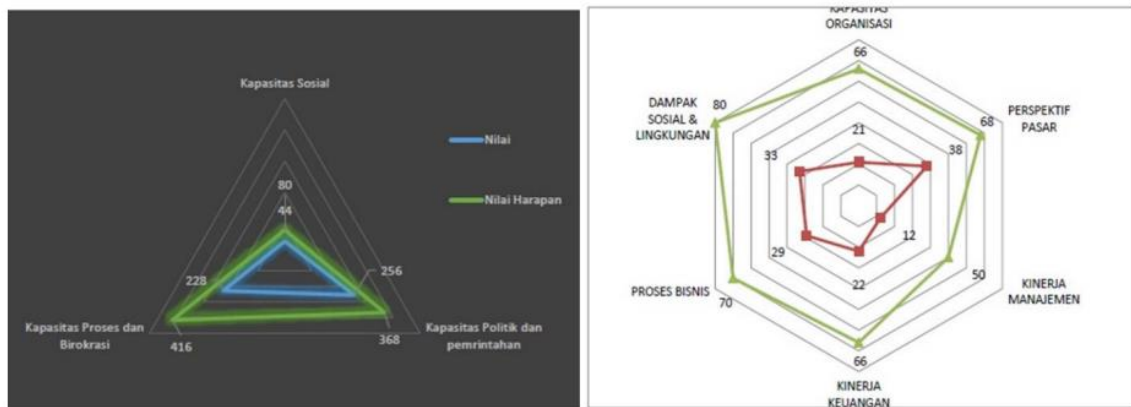 Kapasitas Sosial
Nilai
Nilai Harapan
80
44
228
256
Kapasitas Proses dan
Birokrasi
416
368
Kapasitas Politik dan
pemrintahan
KAPASITAS
ORGANISASI
66
DAMPAK
SOSIAL &
LINGKUNGAN
80
68
PERSPEKTIF
PASAR
21
33
38
12
29
22
50
KINERJA
MANAJEMEN
PROSES BISNIS
70
66
KINERJA
KEUANGAN